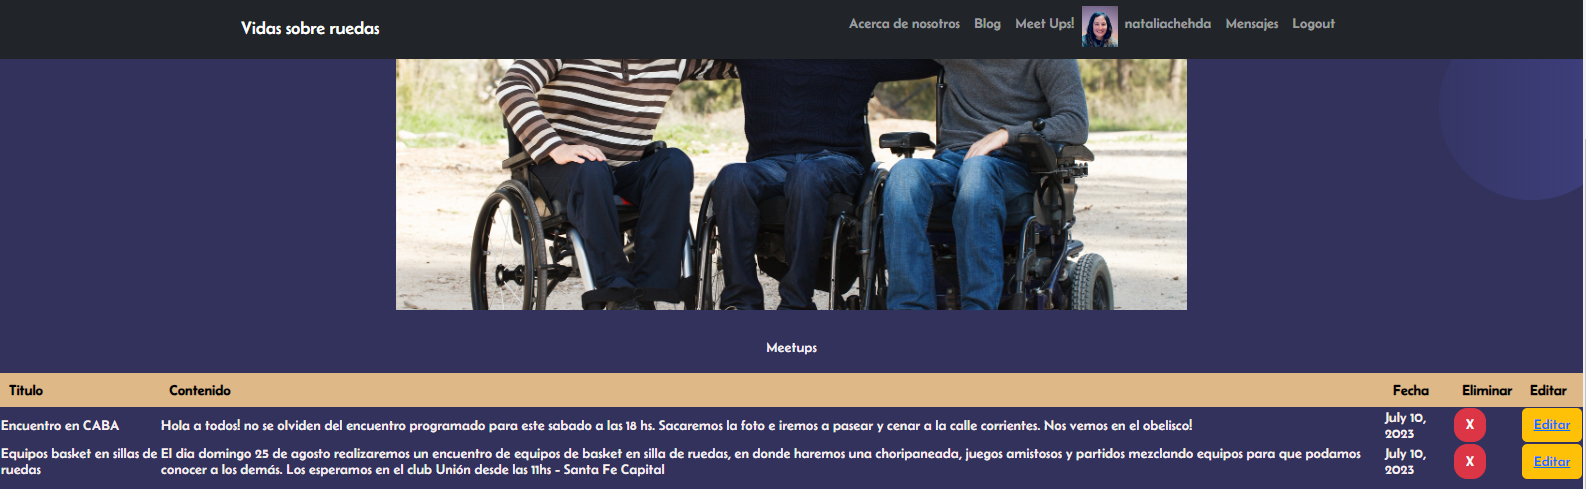 Vidas sobre ruedas
Acerca de nosotros Blog Meet Ups! nataliachehda Mensajes Logout
Meetups
Titulo Contenido Fecha Eliminar Editar
Encuentro en CABA Hola a todos! no se olviden del encuentro programado para este sabado a las 18 hs. Sacaremos la foto e iremos a pasear y cenar a la calle corrientes. Nos vemos en el obelisco! July 10, 2023 X Editar
Equipos basket en sillas de ruedas El dia domingo 25 de agosto realizaremos un encuentro de equipos de basket en silla de ruedas, en donde haremos una choripaneada, juegos amistosos y partidos mezclando equipos para que podamos conocer a los demás. Los esperamos en el club Unión desde las 11hs - Santa Fe Capital July 10, 2023 X Editar